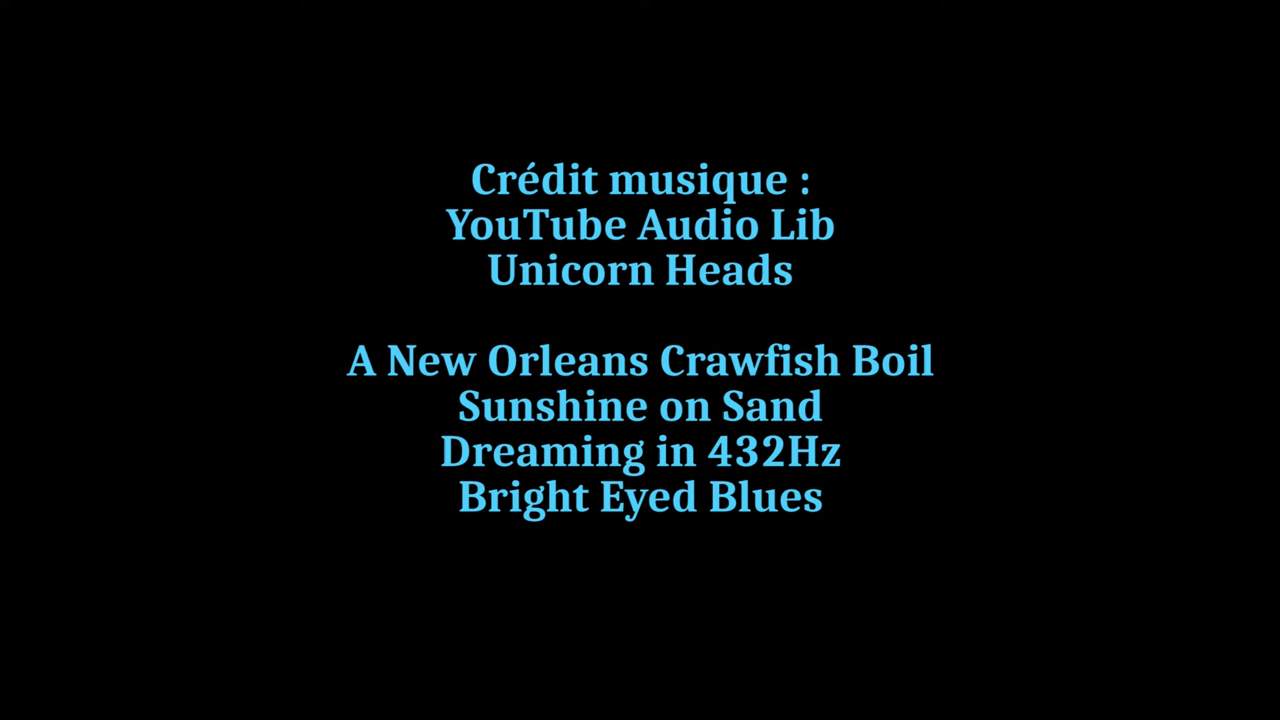 Crédit musique :
YouTube Audio Lib
Unicorn Heads
A New Orleans Crawfish Boil
Sunshine on Sand
Dreaming in 432Hz
Bright Eyed Blues